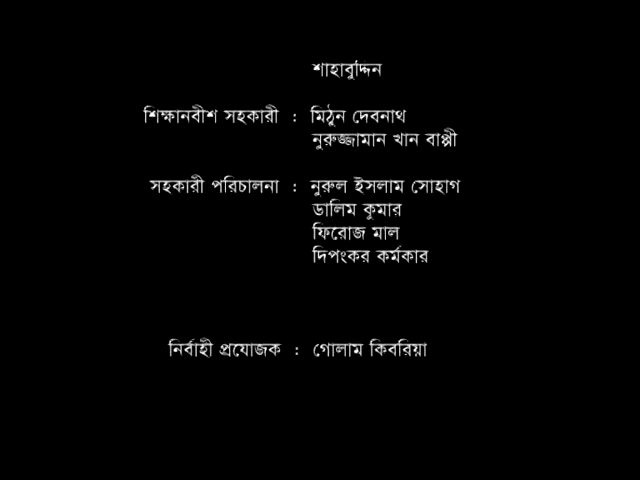 শাহাবুদ্দিন
শিক্ষানবীশ সহকারী : মিঠুন দেবনাথ
নুরুজ্জামান খান বাপ্পী
সহকারী পরিচালনা : নুরুল ইসলাম সোহাগ
ডালিম কুমার
ফিরোজ মাল
দিপংকর কর্মকার
নির্বাহী প্রযোজক : গোলাম কিবরিয়া